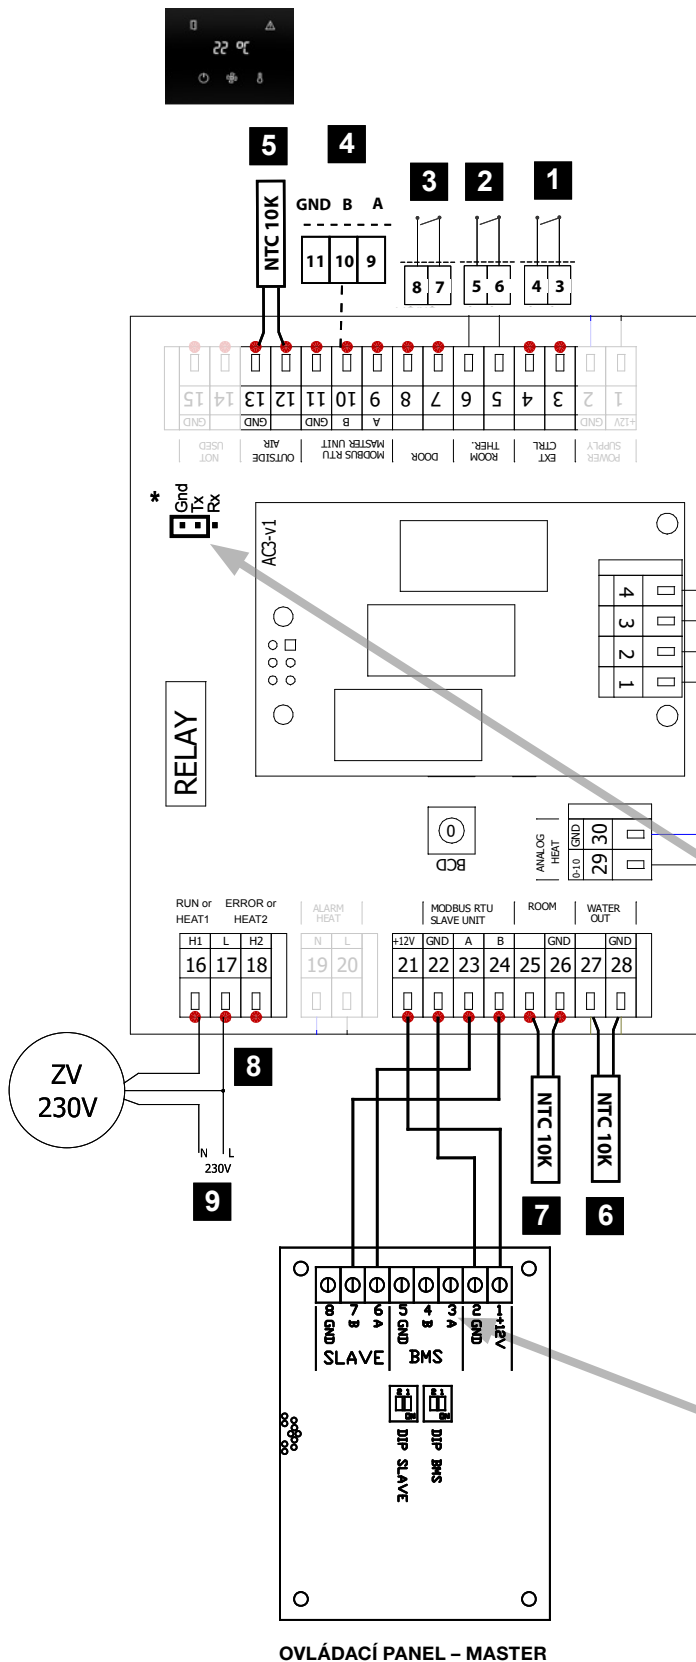 22 °C
5
4
3
2
1
NTC 10K
GND B A
11 10 9
8 7
5 6
4 3
15 14 13 12 11 10 9 8 7 6 5 4 3 2 1
GND GND GND B A GND +12V
NOT USED
OUTSIDE AIR
MODBUS RTU MASTER UNIT
DOOR
ROOM THER.
EXT CTRL
POWER SUPPLY
*
Gnd
Tx
Rx
AC3-v1
4
3
2
1
RELAY
0
BCD
ANALOG HEAT
GND 30
0-10 29
RUN or HEAT1
ERROR or HEAT2
ALARM HEAT
MODBUS RTU SLAVE UNIT
ROOM
WATER OUT
H1 L H2 N L +12V GND A B GND GND
16 17 18 19 20 21 22 23 24 25 26 27 28
ZV
230V
8
N L
230V
9
NTC 10K
NTC 10K
7
6
8 GND
7 B
6 A
5 GND
4 B
3 A
2 GND
1 +12V
SLAVE BMS
2 1
2 1
DIP SLAVE
DIP BMS
OVLÁDACÍ PANEL – MASTER